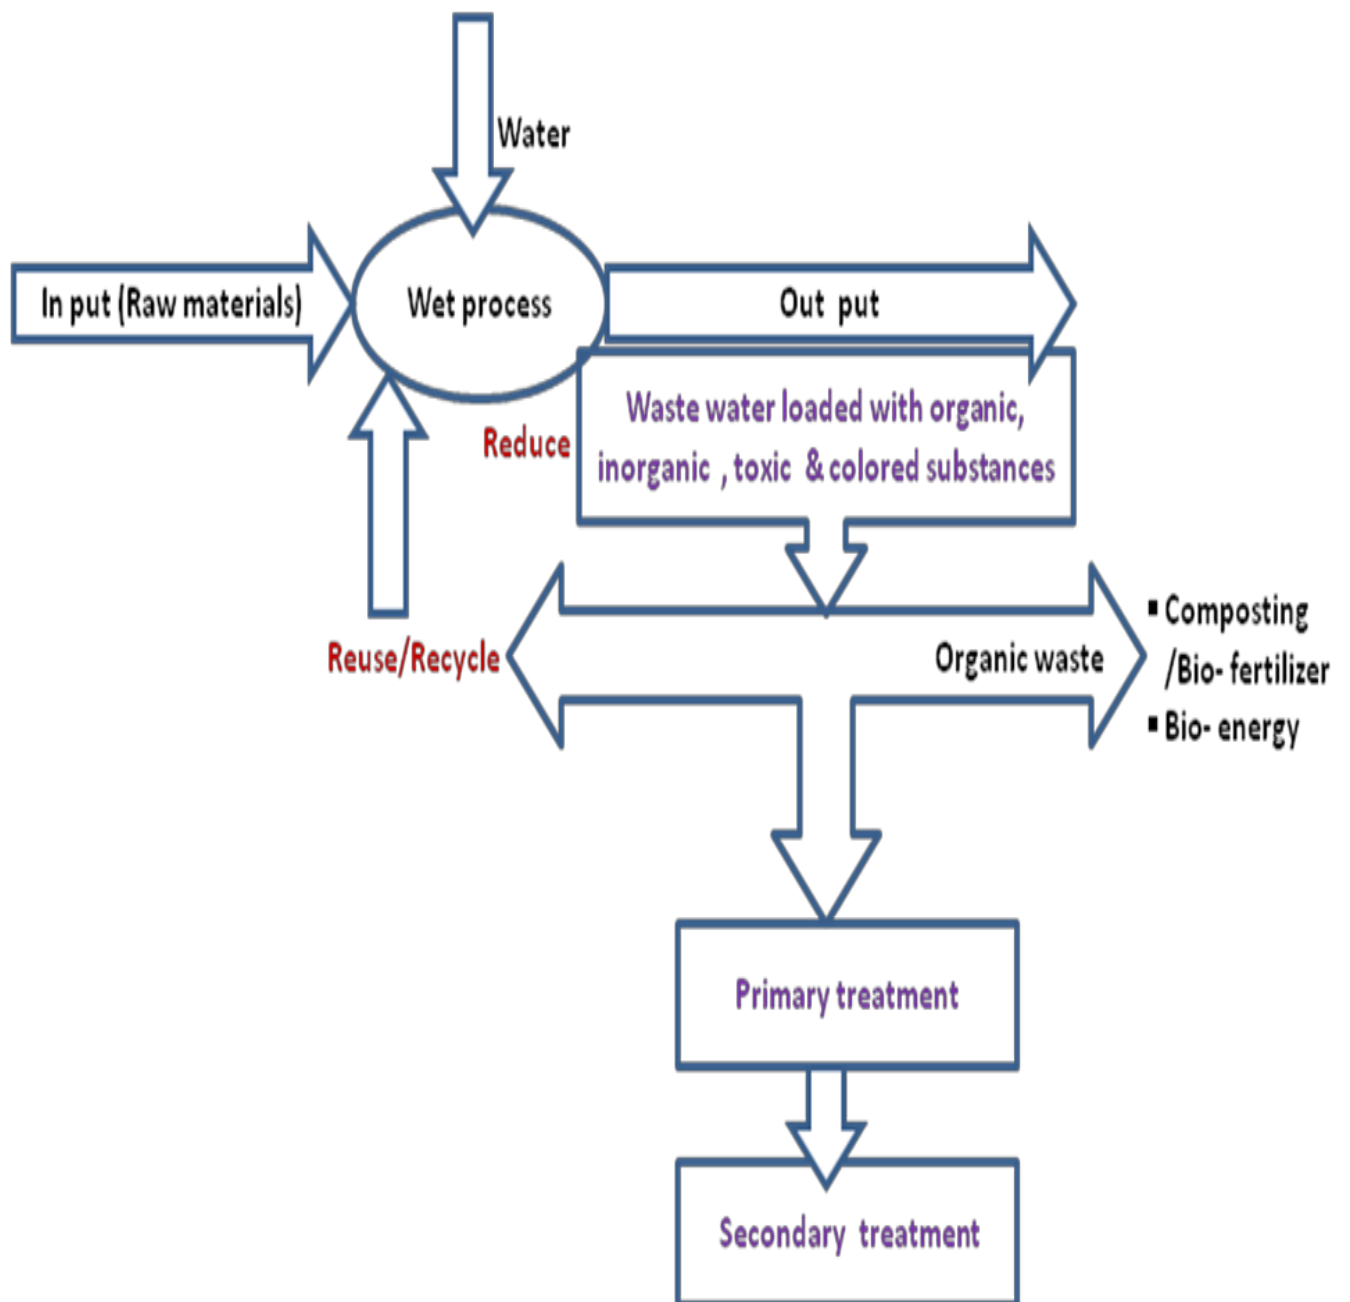 Water
In put (Raw materials)
Wet process
Out put
Waste water loaded with organic,
inorganic , toxic & colored substances
Reduce
Reuse/Recycle
Organic waste
▪ Composting
/Bio- fertilizer
▪ Bio- energy
Primary treatment
Secondary treatment